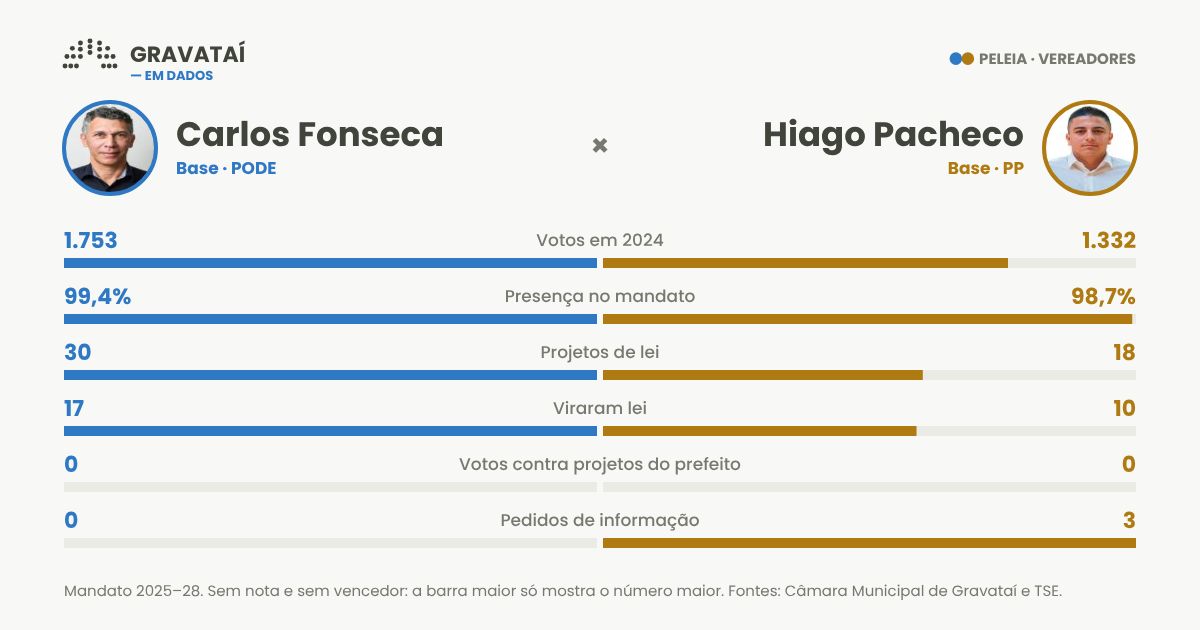 GRAVATAÍ
— EM DADOS
PELEIA · VEREADORES
Carlos Fonseca
Base · PODE
×
Hiago Pacheco
Base · PP
1.753 Votos em 2024 1.332
99,4% Presença no mandato 98,7%
30 Projetos de lei 18
17 Viraram lei 10
0 Votos contra projetos do prefeito 0
0 Pedidos de informação 3
Mandato 2025–28. Sem nota e sem vencedor: a barra maior só mostra o número maior. Fontes: Câmara Municipal de Gravataí e TSE.